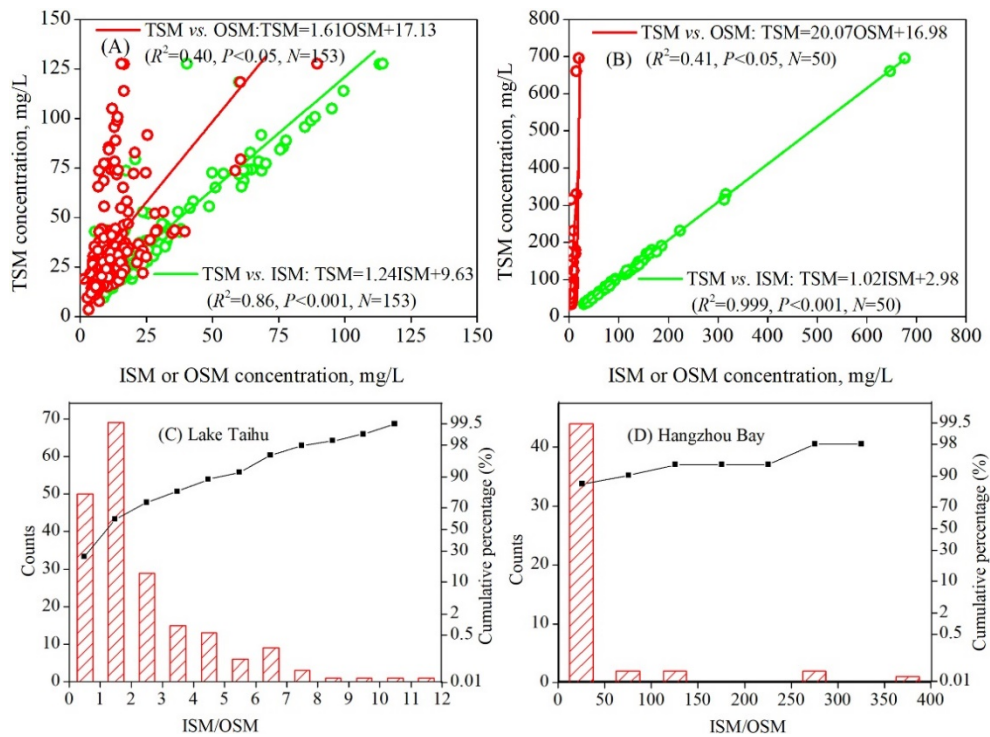 TSM vs. OSM:TSM=1.61OSM+17.13
(A)
(R²=0.40, P<0.05, N=153)
TSM vs. ISM: TSM=1.24ISM+9.63
(R²=0.86, P<0.001, N=153)
TSM concentration, mg/L
150
125
100
75
50
25
0
0 25 50 75 100 125 150
ISM or OSM concentration, mg/L
TSM vs. OSM: TSM=20.07OSM+16.98
(B)
(R²=0.41, P<0.05, N=50)
TSM vs. ISM: TSM=1.02ISM+2.98
(R²=0.999, P<0.001, N=50)
TSM concentration, mg/L
800
700
600
500
400
300
200
100
0
0 100 200 300 400 500 600 700 800
ISM or OSM concentration, mg/L
(C) Lake Taihu
Counts
70
60
50
40
30
20
10
0
0 1 2 3 4 5 6 7 8 9 10 11 12
ISM/OSM
99.5
98
90
70
50
30
10
2
0.5
0.01
Cumulative percentage (%)
(D) Hangzhou Bay
Counts
40
30
20
10
0
0 50 100 150 200 250 300 350 400
ISM/OSM
99.5
98
90
70
50
30
10
2
0.5
0.01
Cumulative percentage (%)